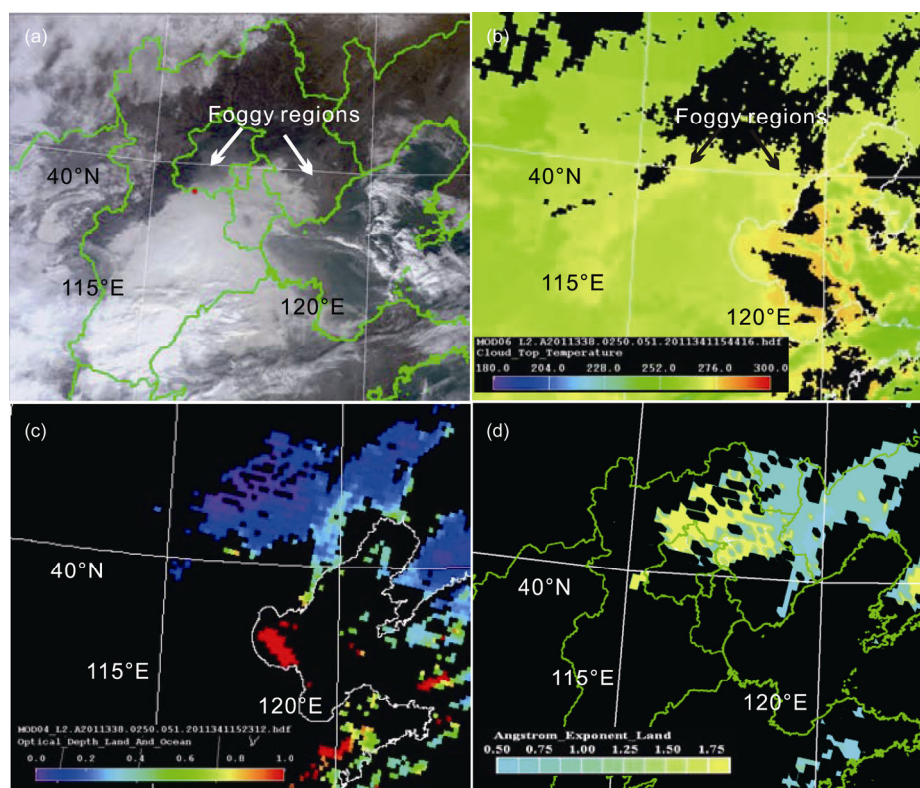 (a)
Foggy regions
40°N
115°E
120°E
(b)
Foggy regions
40°N
115°E
120°E
MOD06_L2.A2011338.0250.051.2011341154416.hdf
Cloud_Top_Temperature
180.0 204.0 228.0 252.0 276.0 300.0
(c)
40°N
115°E
120°E
MOD04_L2.A2011338.0250.051.2011341152312.hdf
Optical_Depth_Land_And_Ocean
0.0 0.2 0.4 0.6 0.8 1.0
(d)
40°N
115°E
120°E
Angstrom_Exponent_Land
0.50 0.75 1.00 1.25 1.50 1.75